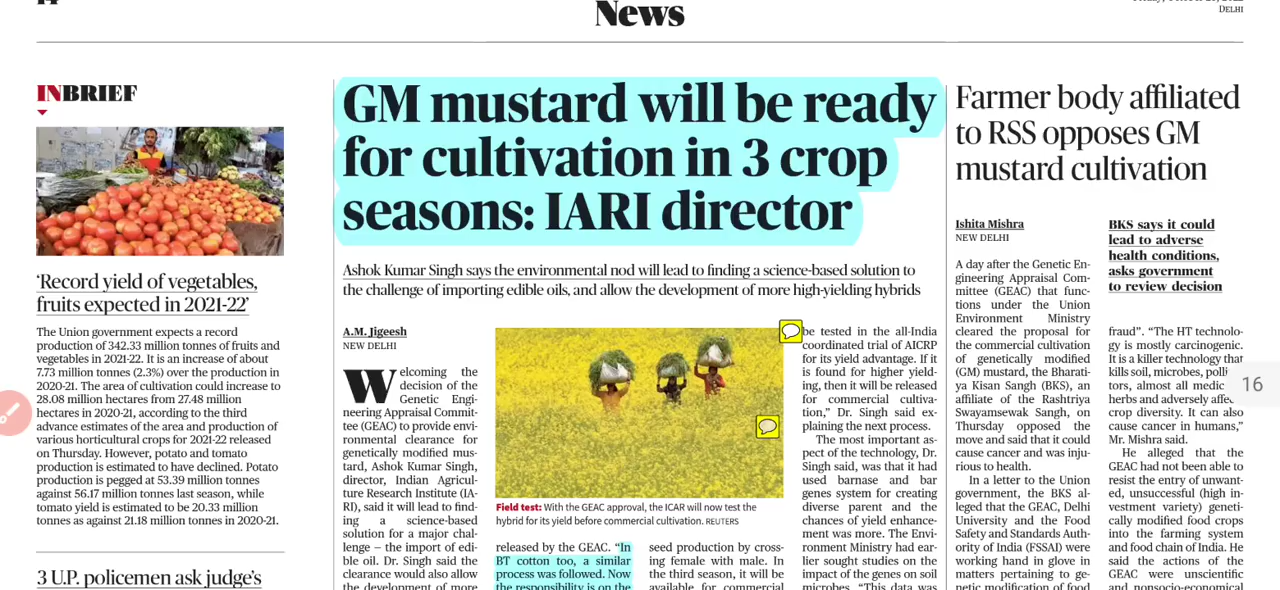 News
DELHI
INBRIEF
'Record yield of vegetables,
fruits expected in 2021-22'
The Union government expects a record
production of 342.33 million tonnes of fruits and
vegetables in 2021-22. It is an increase of about
7.73 million tonnes (2.3%) over the production in
2020-21. The area of cultivation could increase to
28.08 million hectares from 27.48 million
hectares in 2020-21, according to the third
advance estimates of the area and production of
various horticultural crops for 2021-22 released
on Thursday. However, potato and tomato
production is estimated to have declined. Potato
production is pegged at 53.39 million tonnes
against 56.17 million tonnes last season, while
tomato yield is estimated to be 20.33 million
tonnes as against 21.18 million tonnes in 2020-21.
3 U.P. policemen ask judge's
GM mustard will be ready
for cultivation in 3 crop
seasons: IARI director
Ashok Kumar Singh says the environmental nod will lead to finding a science-based solution to
the challenge of importing edible oils, and allow the development of more high-yielding hybrids
A.M. Jigeesh
NEW DELHI
Welcoming the
decision of the
Genetic Engi-
neering Appraisal Commit-
tee (GEAC) to provide envi-
ronmental clearance for
genetically modified mus-
tard, Ashok Kumar Singh,
director, Indian Agricul-
ture Research Institute (IA-
RI), said it will lead to find-
ing a science-based
solution for a major chal-
lenge – the import of edi-
ble oil. Dr. Singh said the
clearance would also allow
the development of more
Field test: With the GEAC approval, the ICAR will now test the
hybrid for its yield before commercial cultivation. REUTERS
released by the GEAC. "In
BT cotton too, a similar
process was followed. Now
the responsibility is on the
seed production by cross-
ing female with male. In
the third season, it will be
available for commercial
be tested in the all-India
coordinated trial of AICRP
for its yield advantage. If it
is found for higher yield-
ing, then it will be released
for commercial cultiva-
tion," Dr. Singh said ex-
plaining the next process.
The most important as-
pect of the technology, Dr.
Singh said, was that it had
used barnase and bar
genes system for creating
diverse parent and the
chances of yield enhance-
ment was more. The Envi-
ronment Ministry had ear-
lier sought studies on the
impact of the genes on soil
microbes. "This data was
Farmer body affiliated
to RSS opposes GM
mustard cultivation
Ishita Mishra
NEW DELHI
A day after the Genetic En-
gineering Appraisal Com-
mittee (GEAC) that func-
tions under the Union
Environment Ministry
cleared the proposal for
the commercial cultivation
of genetically modified
(GM) mustard, the Bharati-
ya Kisan Sangh (BKS), an
affiliate of the Rashtriya
Swayamsewak Sangh, on
Thursday opposed the
move and said that it could
cause cancer and was inju-
rious to health.
In a letter to the Union
government, the BKS al-
leged that the GEAC, Delhi
University and the Food
Safety and Standards Auth-
ority of India (FSSAI) were
working hand in glove in
matters pertaining to ge-
netic modification of food
BKS says it could
lead to adverse
health conditions,
asks government
to review decision
fraud". "The HT technolo-
gy is mostly carcinogenic.
It is a killer technology that
kills soil, microbes,
tors, almost all
herbs and adversely
crop diversity. It can also
cause cancer in humans,"
Mr. Mishra said.
He alleged that the
GEAC had not been able to
resist the entry of unwant-
ed, unsuccessful (high in-
vestment variety) geneti-
cally modified food crops
into the farming system
and food chain of India. He
said the actions of the
GEAC were unscientific
and nonsocio-economical
16